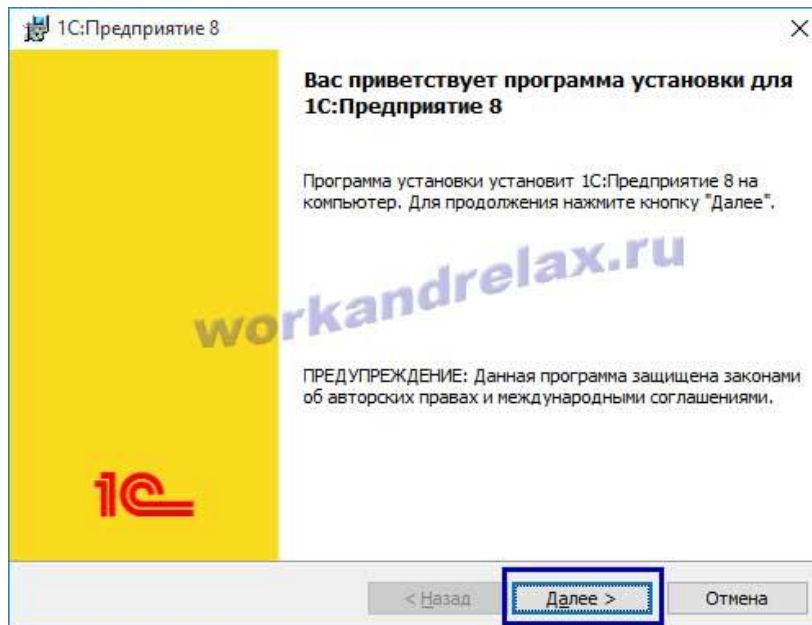 1С:Предприятие 8
Вас приветствует программа установки для
1С:Предприятие 8
Программа установки установит 1С:Предприятие 8 на
компьютер. Для продолжения нажмите кнопку "Далее".
workandrelax.ru
ПРЕДУПРЕЖДЕНИЕ: Данная программа защищена законами
об авторских правах и международными соглашениями.
1С
< Назад Далее > Отмена